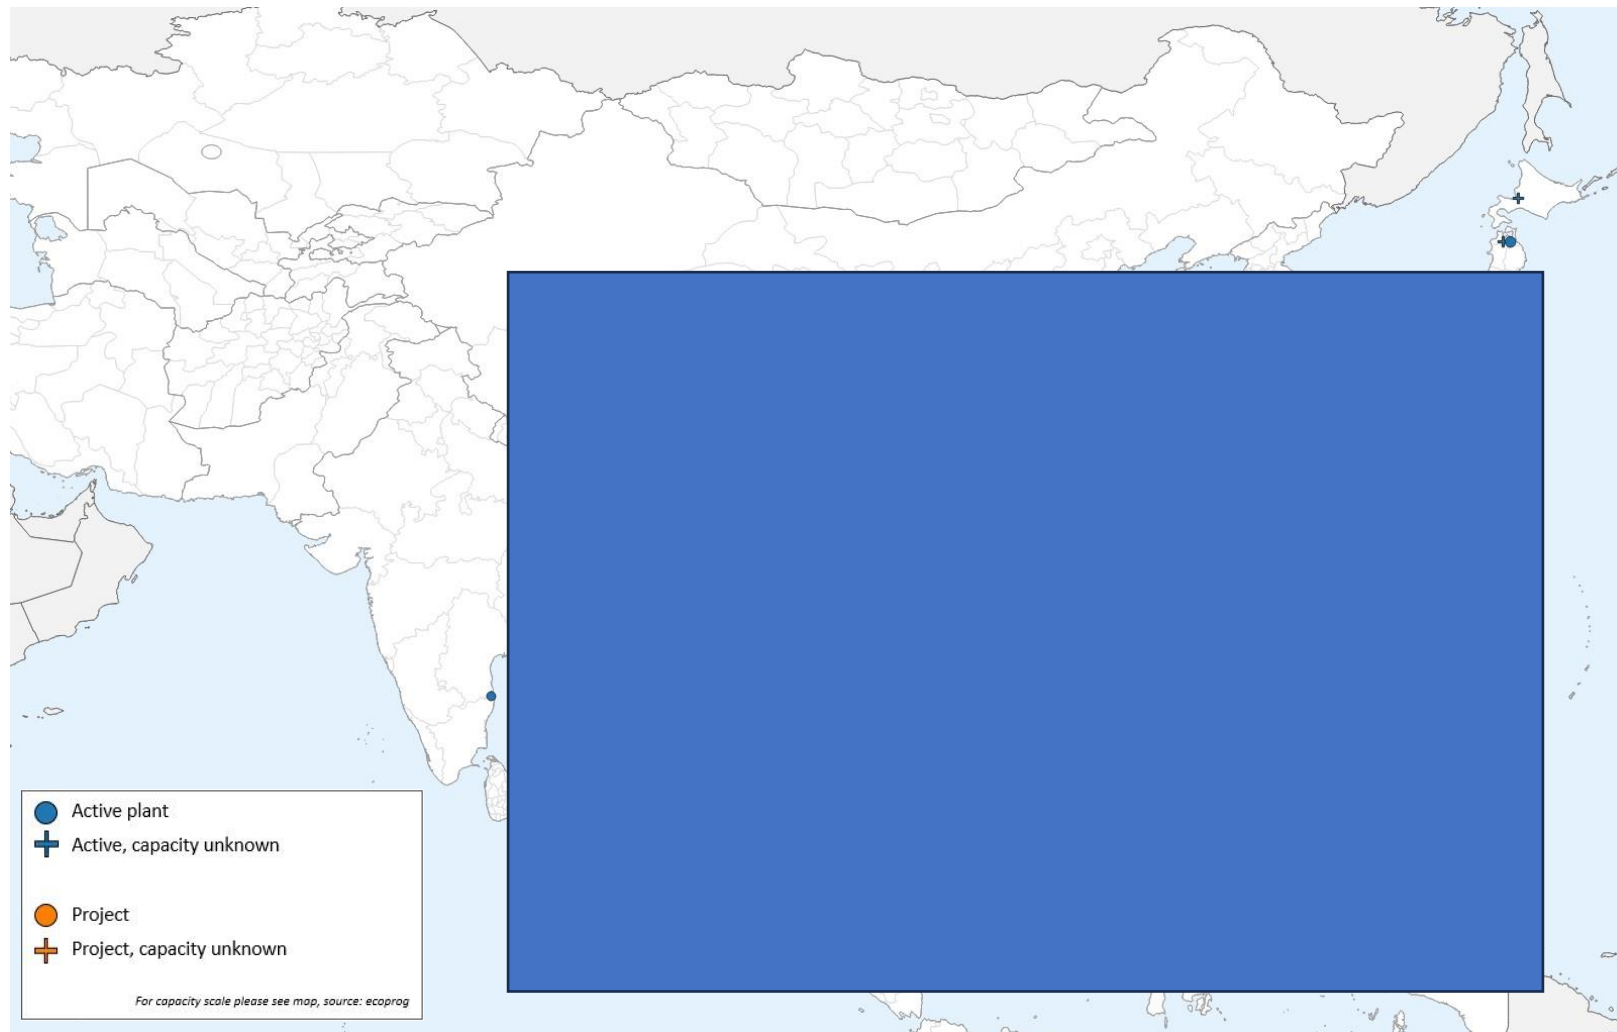 Active plant
Active, capacity unknown
Project
Project, capacity unknown
For capacity scale please see map, source: ecoprog